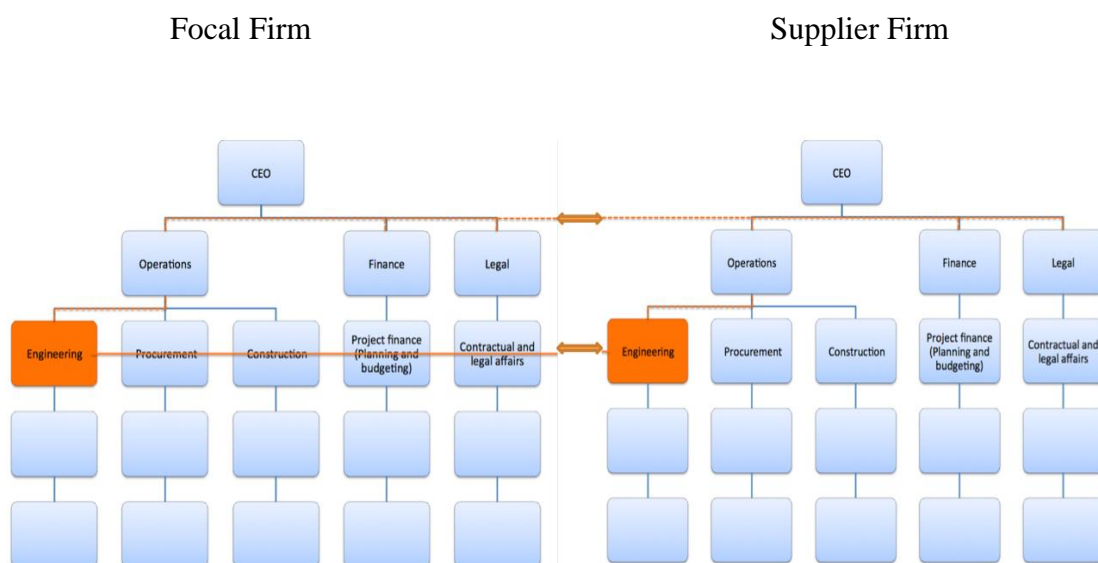 Focal Firm
Supplier Firm
CEO
CEO
Operations
Finance
Legal
Operations
Finance
Legal
Engineering
Procurement
Construction
Project finance
(Planning and
budgeting)
Contractual and
legal affairs
Engineering
Procurement
Construction
Project finance
(Planning and
budgeting)
Contractual and
legal affairs